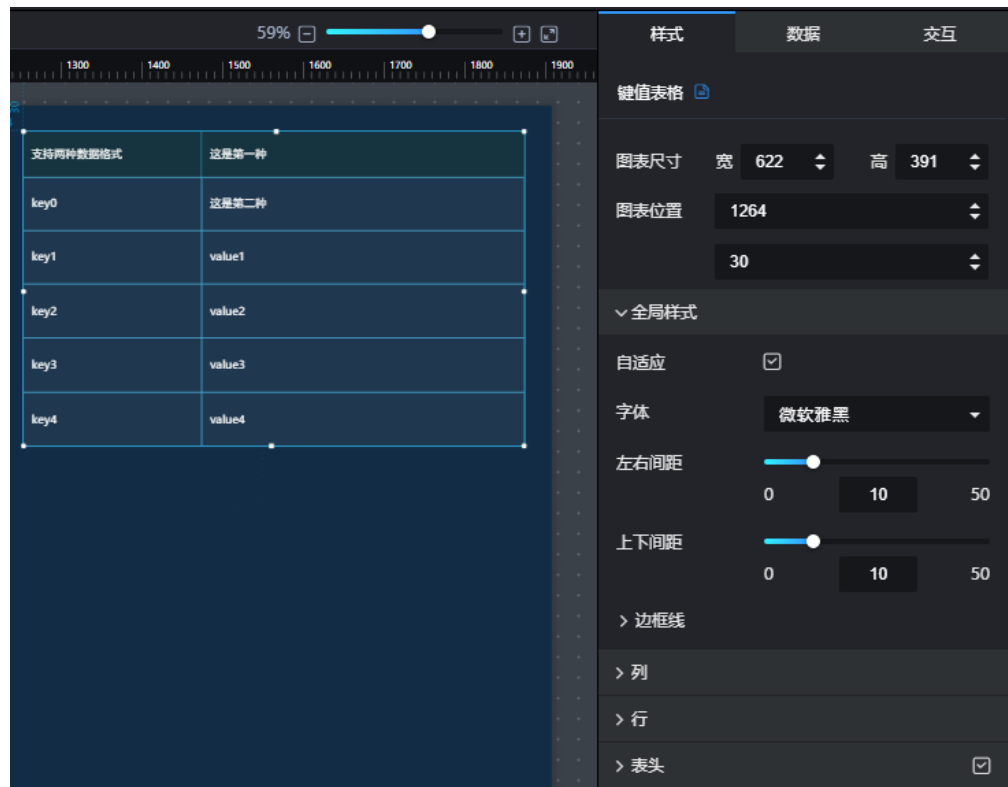 59%
样式 数据 交互
1300 1400 1500 1600 1700 1800 1900
键值表格
支持两种数据格式 这是第一种
key0 这是第二种
key1 value1
key2 value2
key3 value3
key4 value4
图表尺寸 宽 622 高 391
图表位置 1264
30
全局样式
自适应
字体 微软雅黑
左右间距
0 10 50
上下间距
0 10 50
边框线
列
行
表头